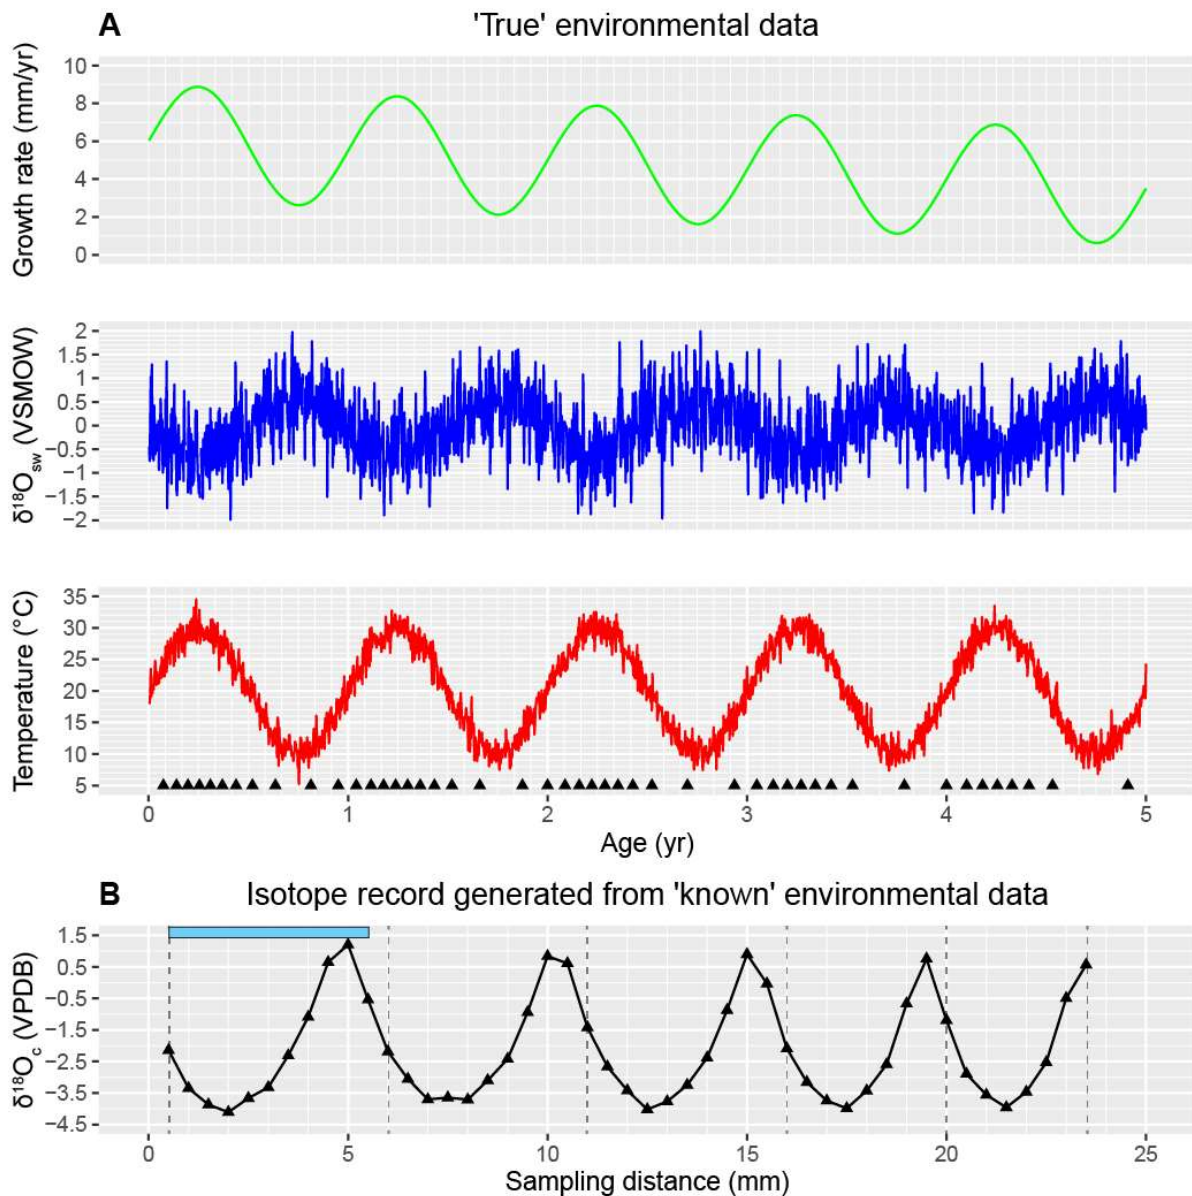 A 'True' environmental data
Growth rate (mm/yr)
10
8
6
4
2
0
δ¹⁸Osw (VSMOW)
2
1.5
1
0.5
0
−0.5
−1
−1.5
−2
Temperature (°C)
35
30
25
20
15
10
5
0 1 2 3 4 5
Age (yr)
B Isotope record generated from 'known' environmental data
δ¹⁸Oc (VPDB)
1.5
0.5
−0.5
−1.5
−2.5
−3.5
−4.5
0 5 10 15 20 25
Sampling distance (mm)